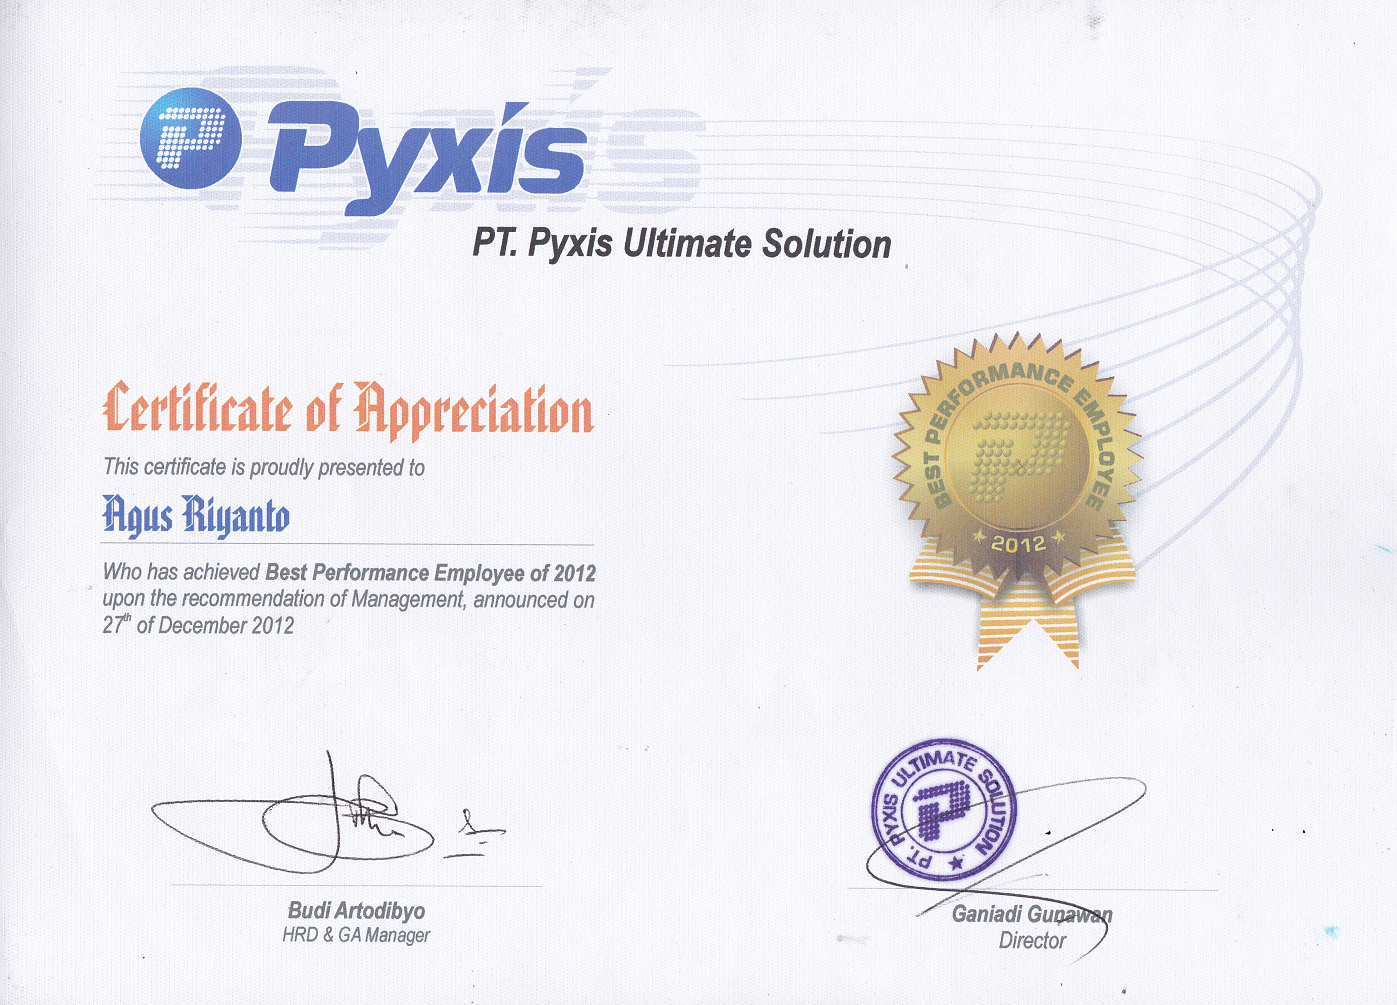 Pyxis
PT. Pyxis Ultimate Solution
Certificate of Appreciation
This certificate is proudly presented to
Agus Riyanto
Who has achieved Best Performance Employee of 2012
upon the recommendation of Management, announced on
27th of December 2012
BEST PERFORMANCE EMPLOYEE
2012
PT. PYXIS ULTIMATE SOLUTION
Budi Artodibyo
HRD & GA Manager
Ganiadi Gunawan
Director